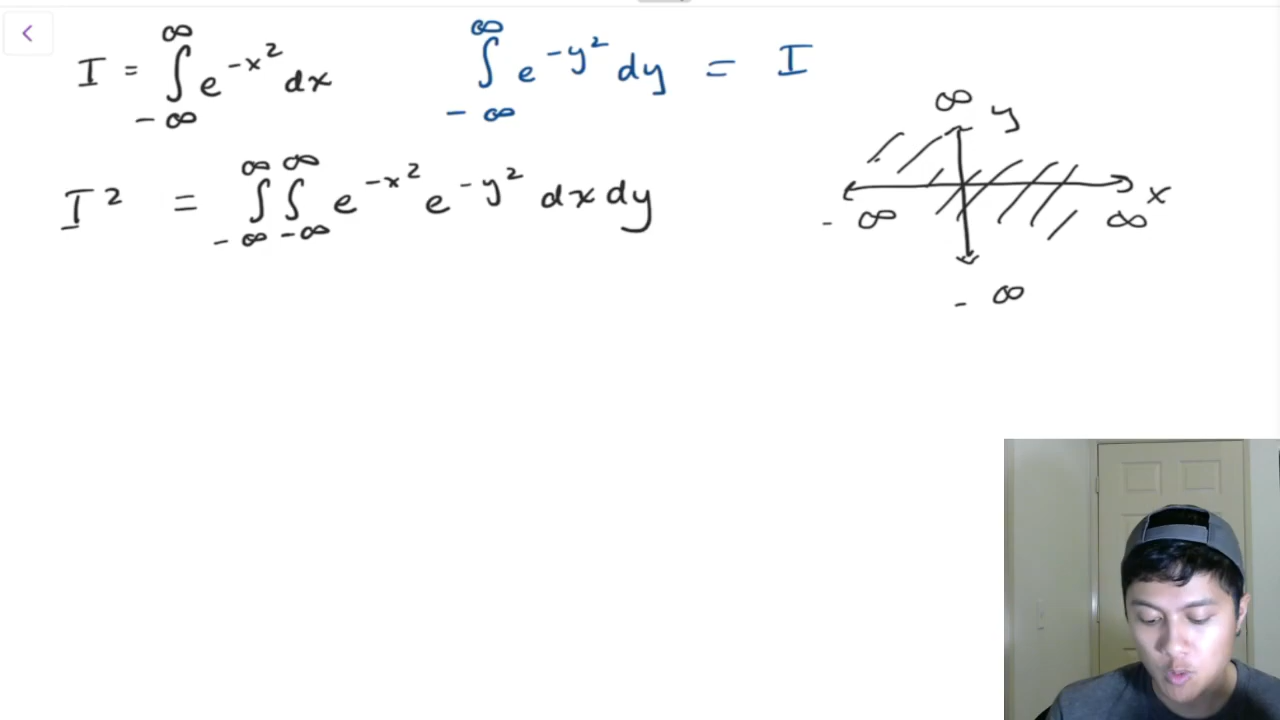 I = ∫_{-∞}^{∞} e^{-x²} dx
∫_{-∞}^{∞} e^{-y²} dy = I
I² = ∫_{-∞}^{∞} ∫_{-∞}^{∞} e^{-x²} e^{-y²} dx dy
∞ y
x
-∞ ∞
-∞